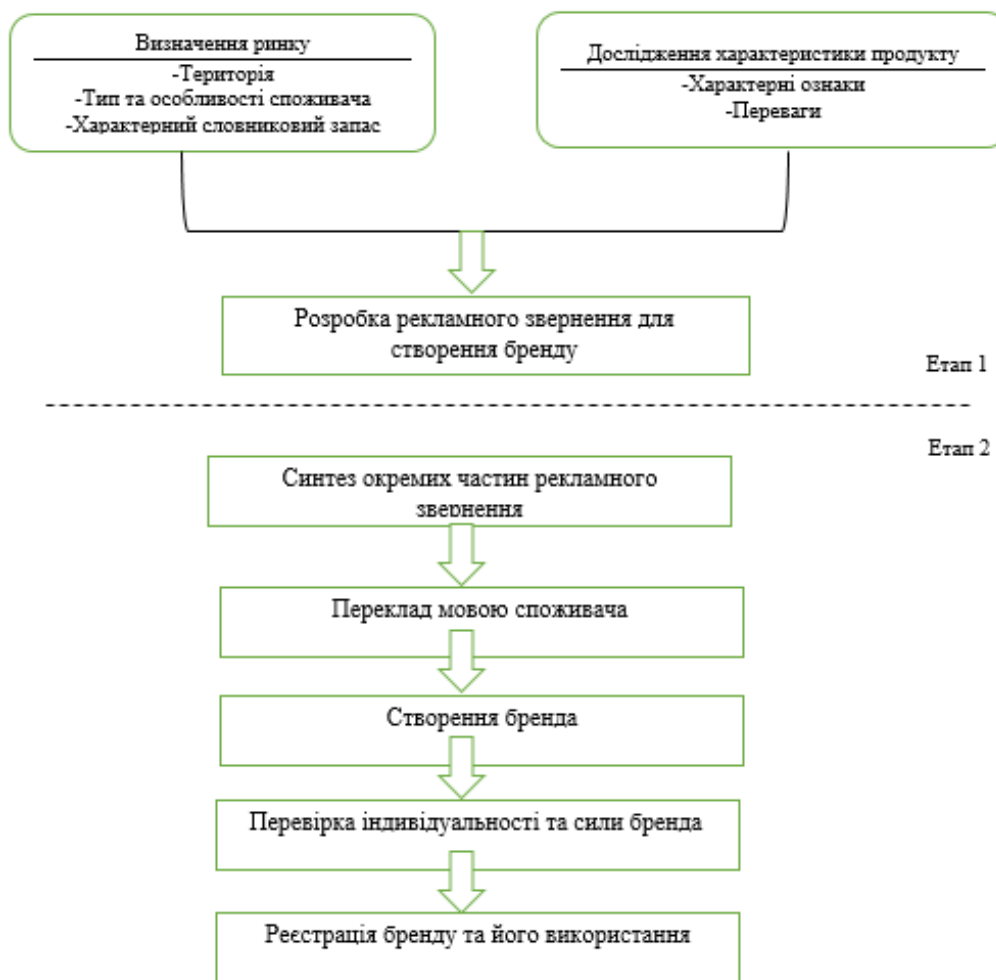 Визначення ринку
-Територія
-Тип та особливості споживача
-Характерний словниковий запас
Дослідження характеристики продукту
-Характерні ознаки
-Переваги
Розробка рекламного звернення для
створення бренду
Етап 1
Етап 2
Синтез окремих частин рекламного
звернення
Переклад мовою споживача
Створення бренда
Перевірка індивідуальності та сили бренда
Реєстрація бренду та його використання